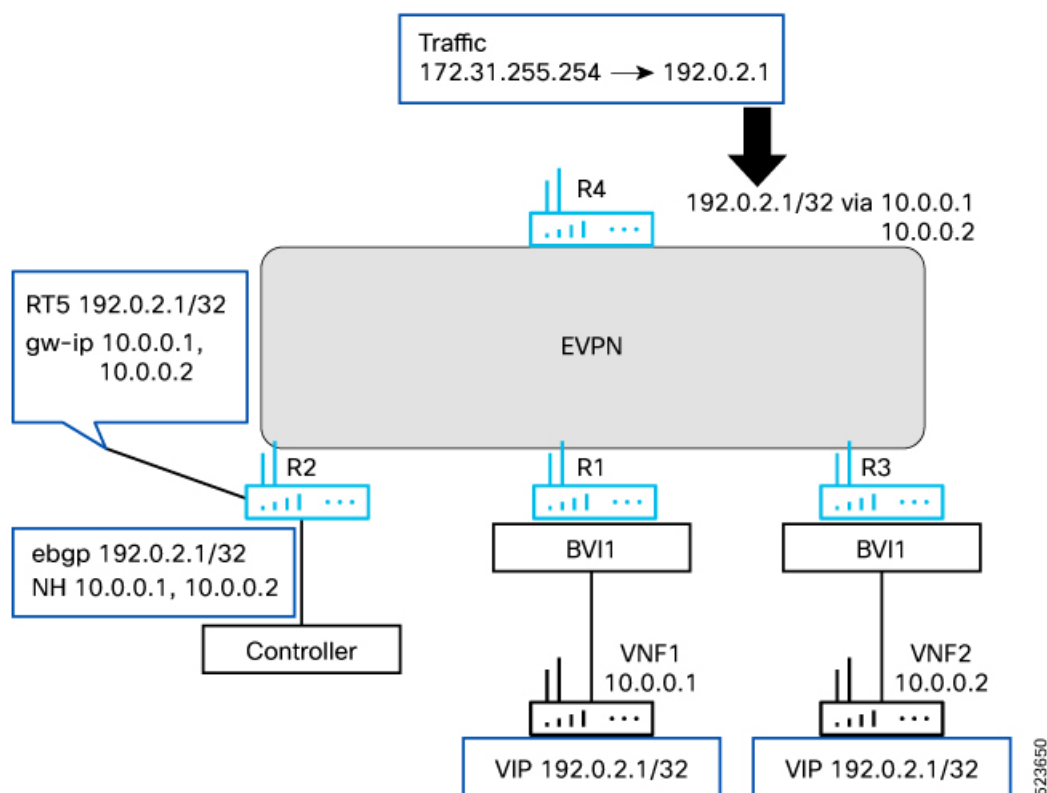 Traffic
172.31.255.254 → 192.0.2.1
R4
192.0.2.1/32 via 10.0.0.1
10.0.0.2
RT5 192.0.2.1/32
gw-ip 10.0.0.1,
10.0.0.2
EVPN
R2
R1
R3
ebgp 192.0.2.1/32
NH 10.0.0.1, 10.0.0.2
BVI1
BVI1
Controller
VNF1
10.0.0.1
VNF2
10.0.0.2
VIP 192.0.2.1/32
VIP 192.0.2.1/32
523650